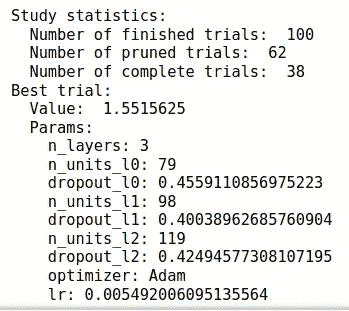 Study statistics:
Number of finished trials: 100
Number of pruned trials: 62
Number of complete trials: 38
Best trial:
Value: 1.5515625
Params:
n_layers: 3
n_units_l0: 79
dropout_l0: 0.4559110856975223
n_units_l1: 98
dropout_l1: 0.40038962685760904
n_units_l2: 119
dropout_l2: 0.42494577308107195
optimizer: Adam
lr: 0.005492006095135564